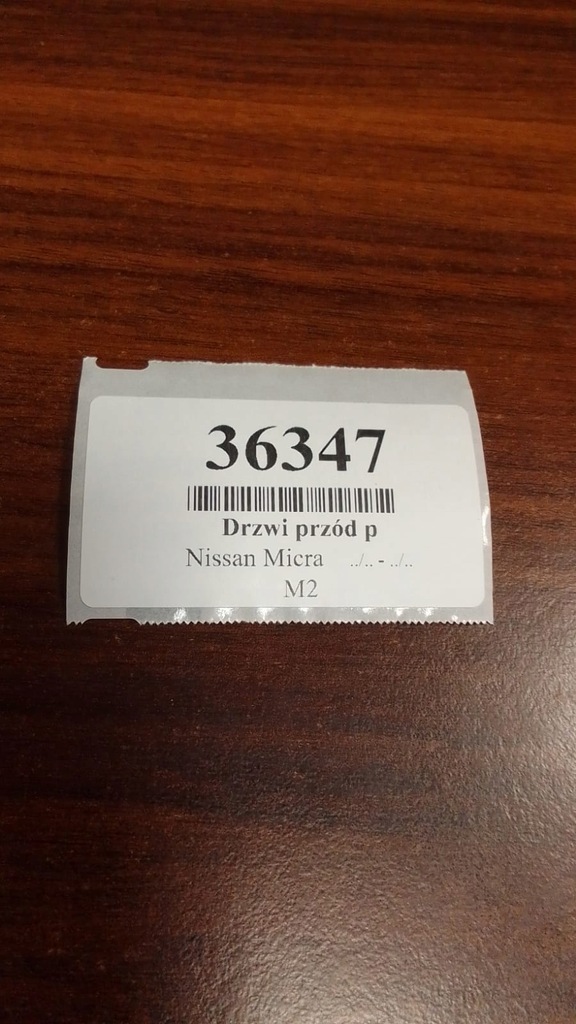 36347
Drzwi przód p
Nissan Micra ../.. - ../..
M2